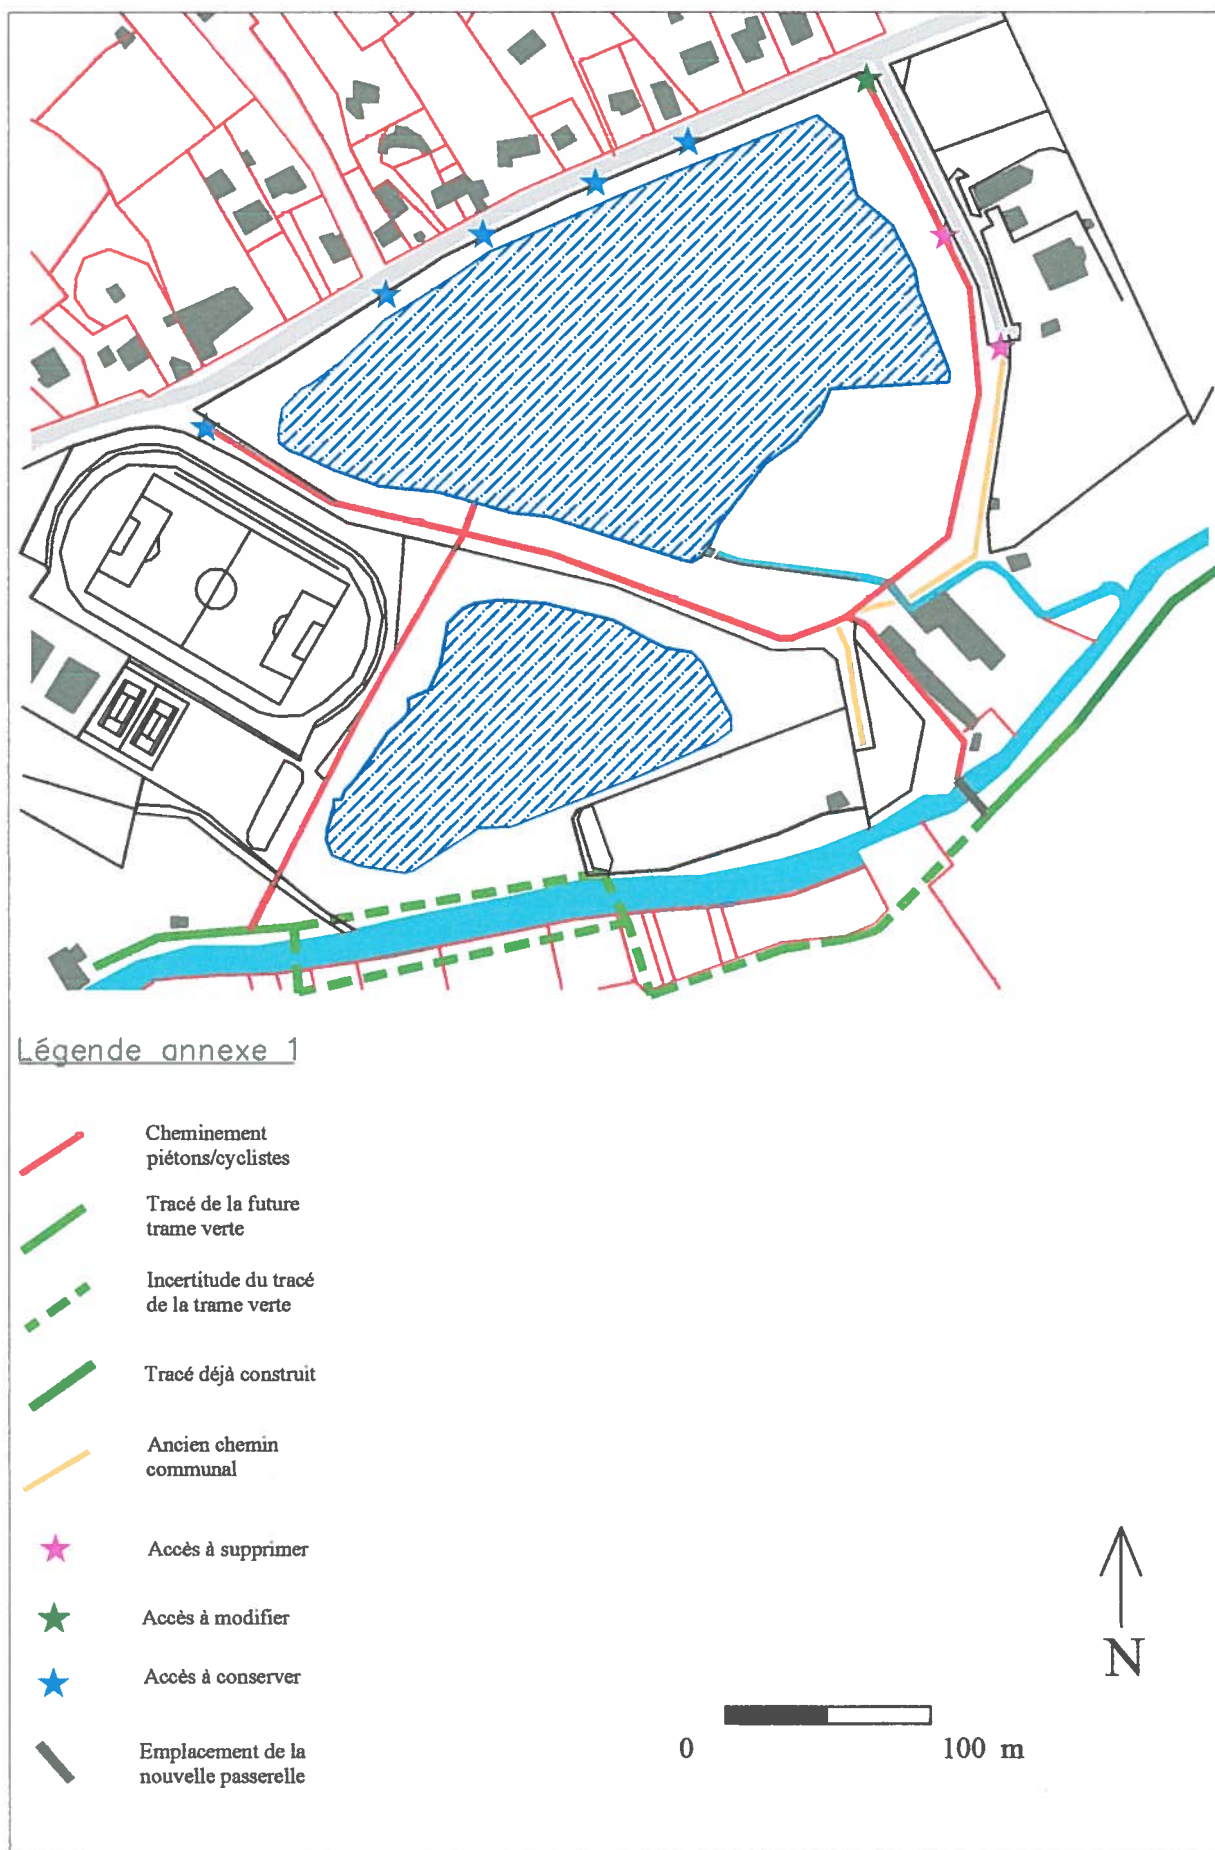 Légende annexe 1
Cheminement
piétons/cyclistes
Tracé de la future
trame verte
Incertitude du tracé
de la trame verte
Tracé déjà construit
Ancien chemin
communal
Accès à supprimer
Accès à modifier
Accès à conserver
Emplacement de la
nouvelle passerelle
N
0 100 m